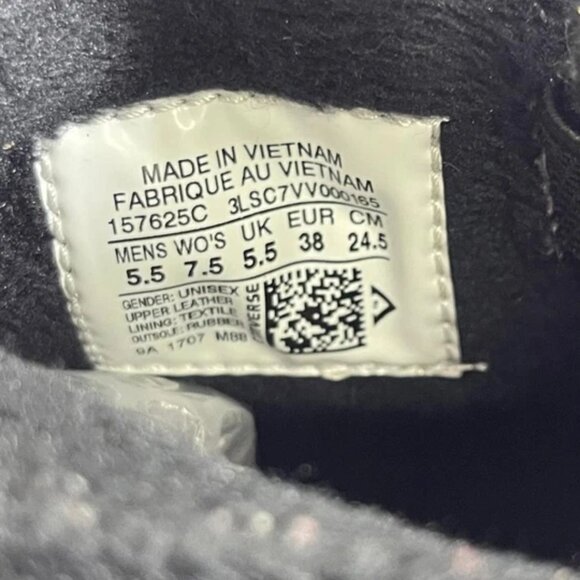 MADE IN VIETNAM
FABRIQUE AU VIETNAM
157625C 3LSC7VV000165
MENS WO'S UK EUR CM
5.5 7.5 5.5 38 24.5
GENDER: UNISEX
UPPER LEATHER
LINING: TEXTILE
OUTSOLE: RUBBER
9A 1707 M88
CONVERSE